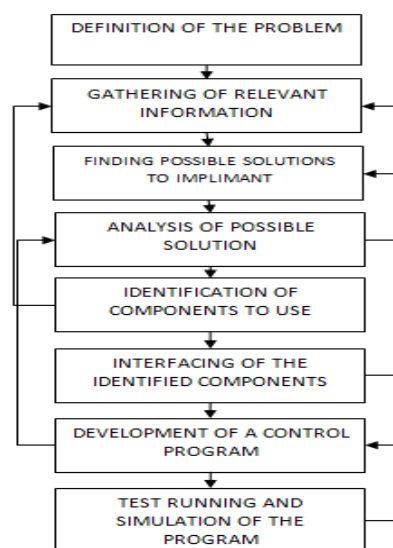 DEFINITION OF THE PROBLEM
GATHERING OF RELEVANT
INFORMATION
FINDING POSSIBLE SOLUTIONS
TO IMPLIMANT
ANALYSIS OF POSSIBLE
SOLUTION
IDENTIFICATION OF
COMPONENTS TO USE
INTERFACING OF THE
IDENTIFIED COMPONENTS
DEVELOPMENT OF A CONTROL
PROGRAM
TEST RUNNING AND
SIMULATION OF THE
PROGRAM